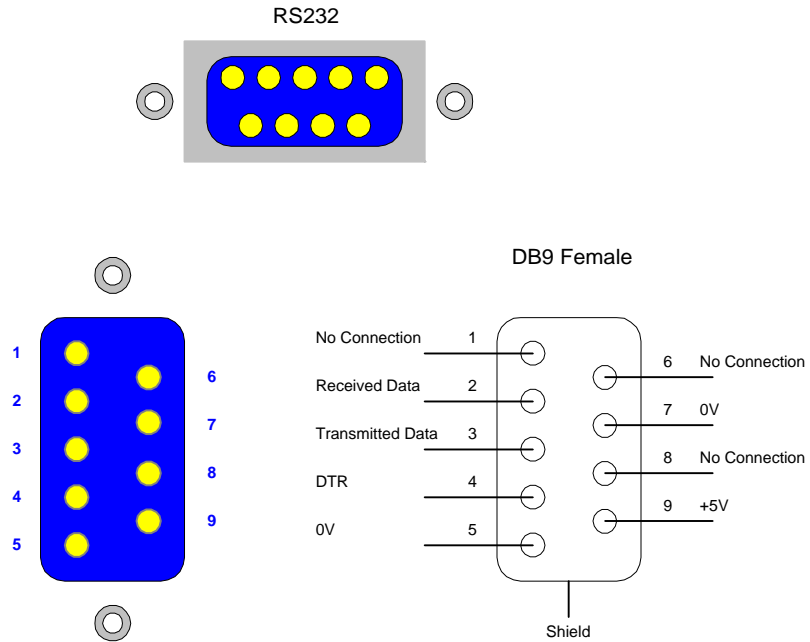 RS232
DB9 Female
1
2
3
4
5
6
7
8
9
No Connection 1
Received Data 2
Transmitted Data 3
DTR 4
0V 5
6 No Connection
7 0V
8 No Connection
9 +5V
Shield